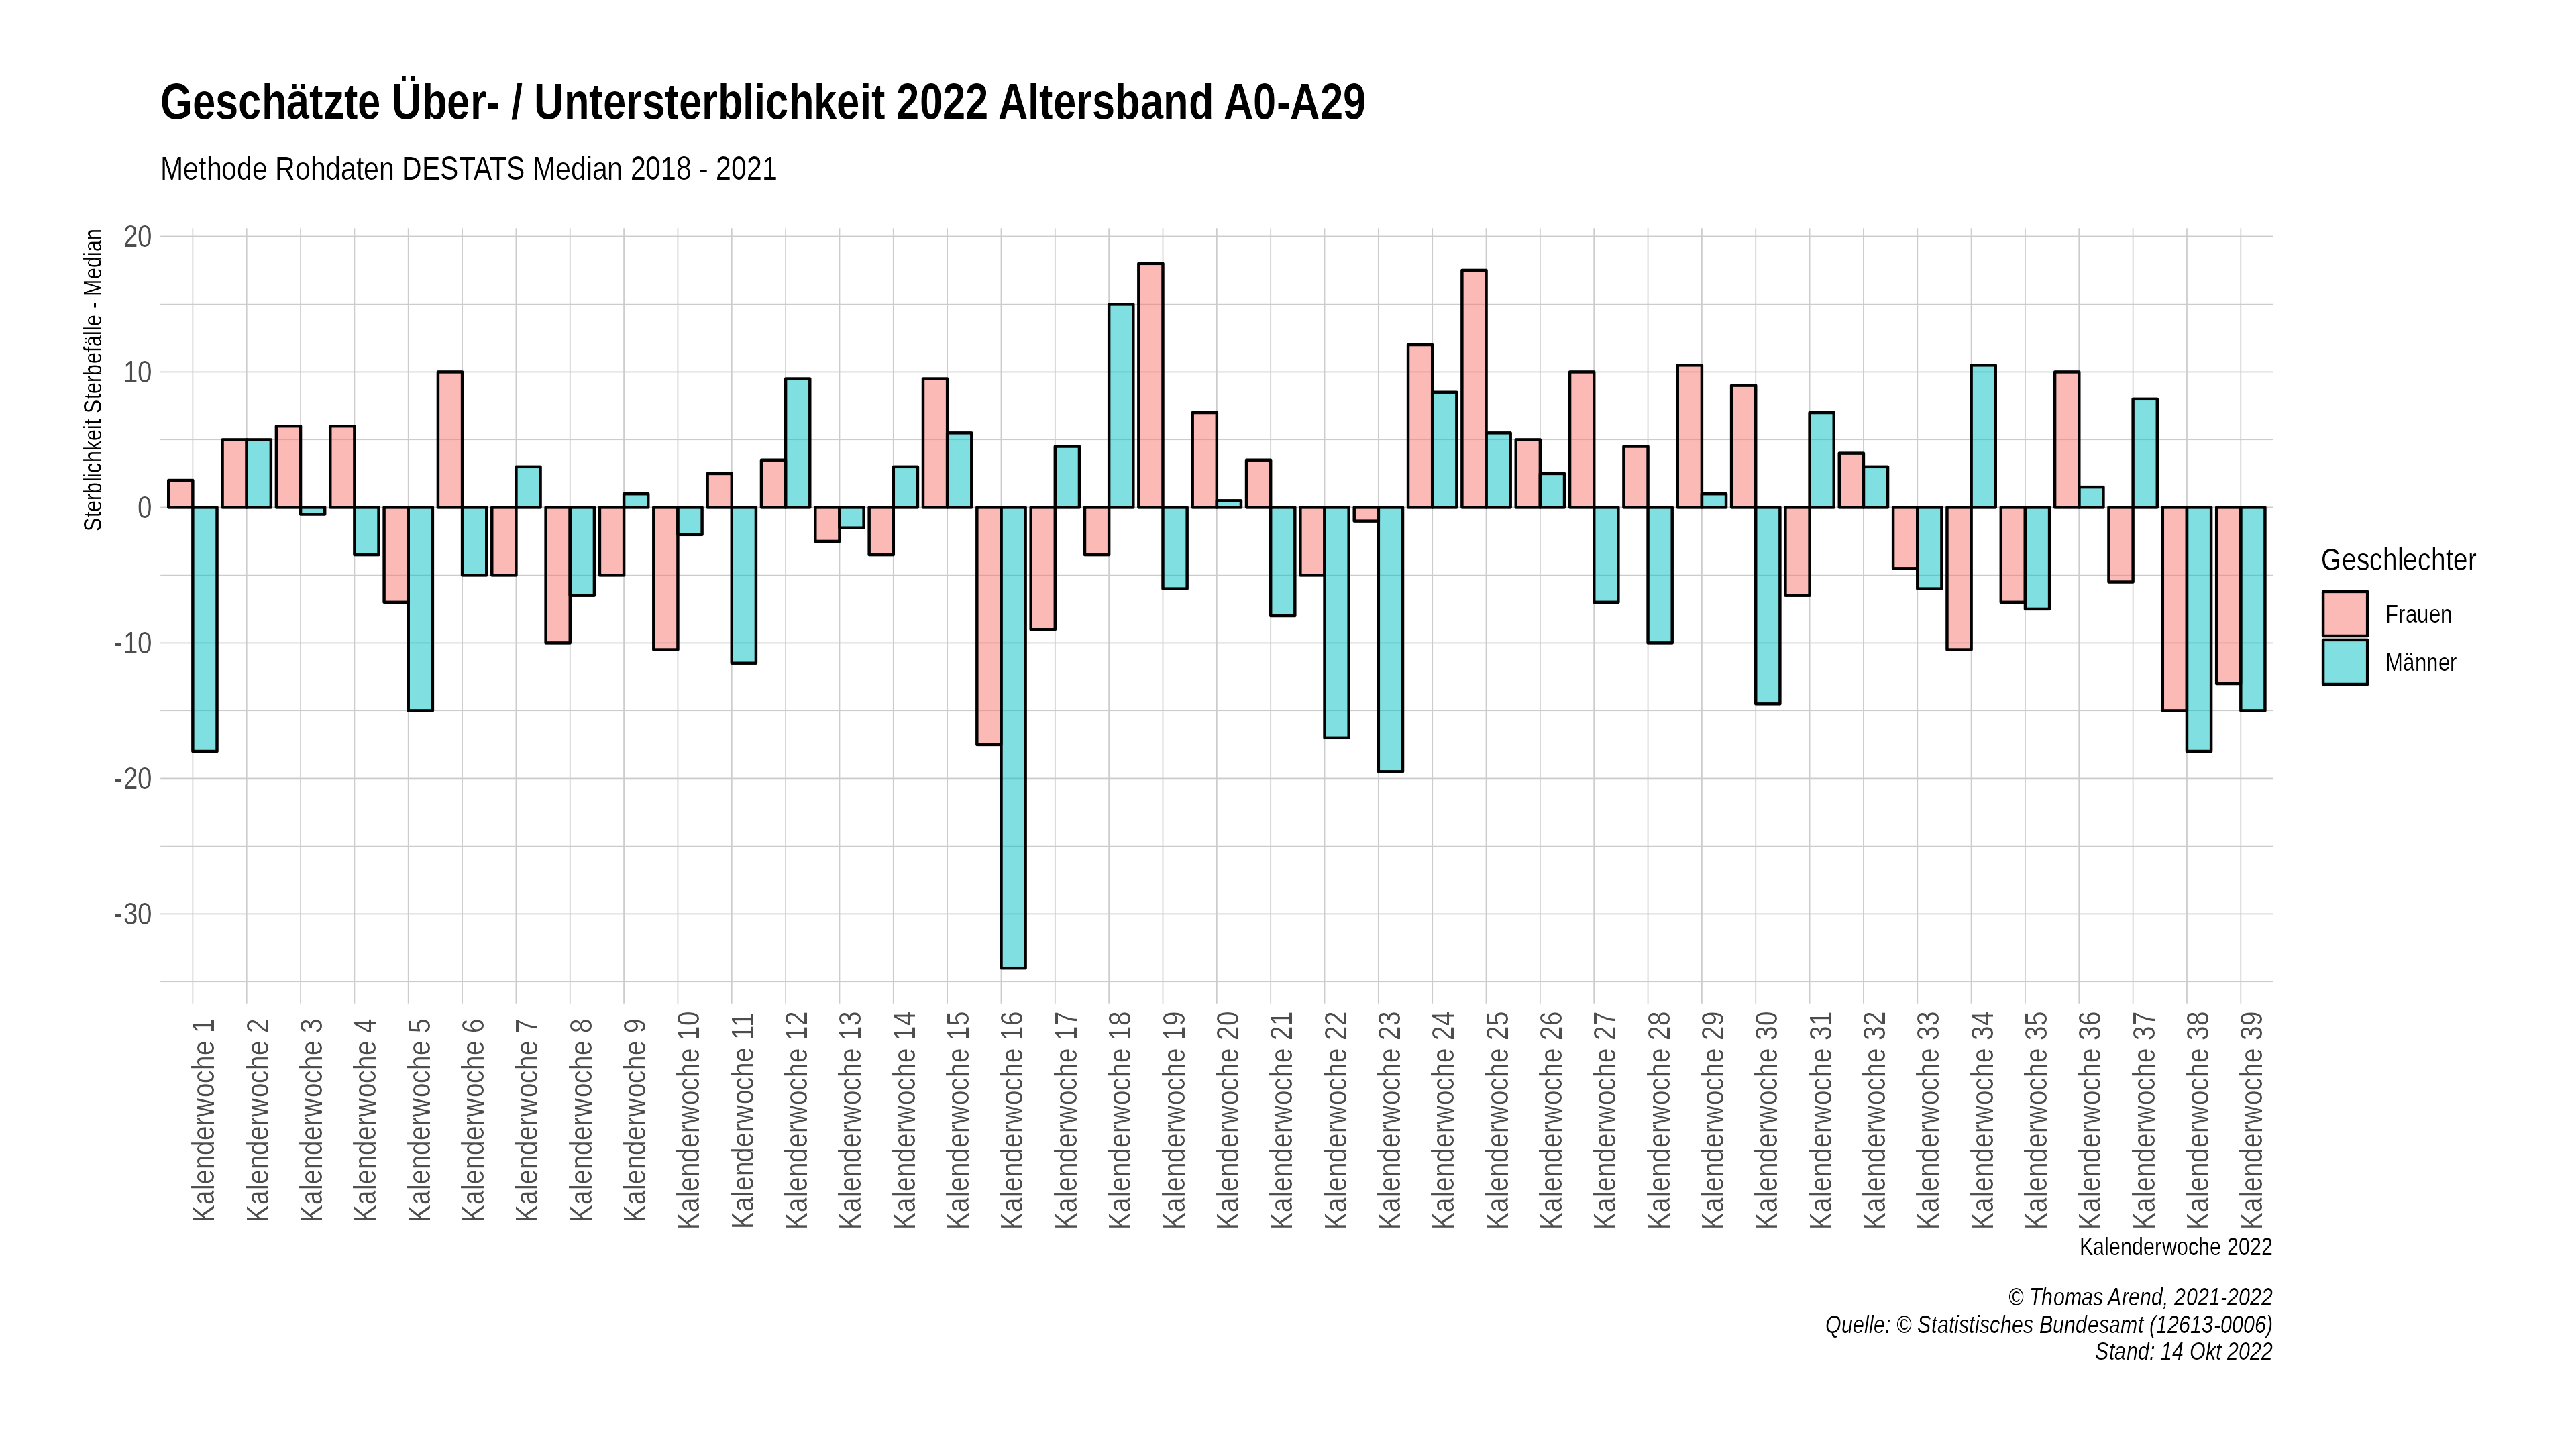 Geschätzte Über- / Untersterblichkeit 2022 Altersband A0-A29
Methode Rohdaten DESTATS Median 2018 - 2021
Sterblichkeit Sterbefälle - Median
20
10
0
-10
-20
-30
Kalenderwoche 1
Kalenderwoche 2
Kalenderwoche 3
Kalenderwoche 4
Kalenderwoche 5
Kalenderwoche 6
Kalenderwoche 7
Kalenderwoche 8
Kalenderwoche 9
Kalenderwoche 10
Kalenderwoche 11
Kalenderwoche 12
Kalenderwoche 13
Kalenderwoche 14
Kalenderwoche 15
Kalenderwoche 16
Kalenderwoche 17
Kalenderwoche 18
Kalenderwoche 19
Kalenderwoche 20
Kalenderwoche 21
Kalenderwoche 22
Kalenderwoche 23
Kalenderwoche 24
Kalenderwoche 25
Kalenderwoche 26
Kalenderwoche 27
Kalenderwoche 28
Kalenderwoche 29
Kalenderwoche 30
Kalenderwoche 31
Kalenderwoche 32
Kalenderwoche 33
Kalenderwoche 34
Kalenderwoche 35
Kalenderwoche 36
Kalenderwoche 37
Kalenderwoche 38
Kalenderwoche 39
Kalenderwoche 2022
Geschlechter
Frauen
Männer
© Thomas Arend, 2021-2022
Quelle: © Statistisches Bundesamt (12613-0006)
Stand: 14 Okt 2022